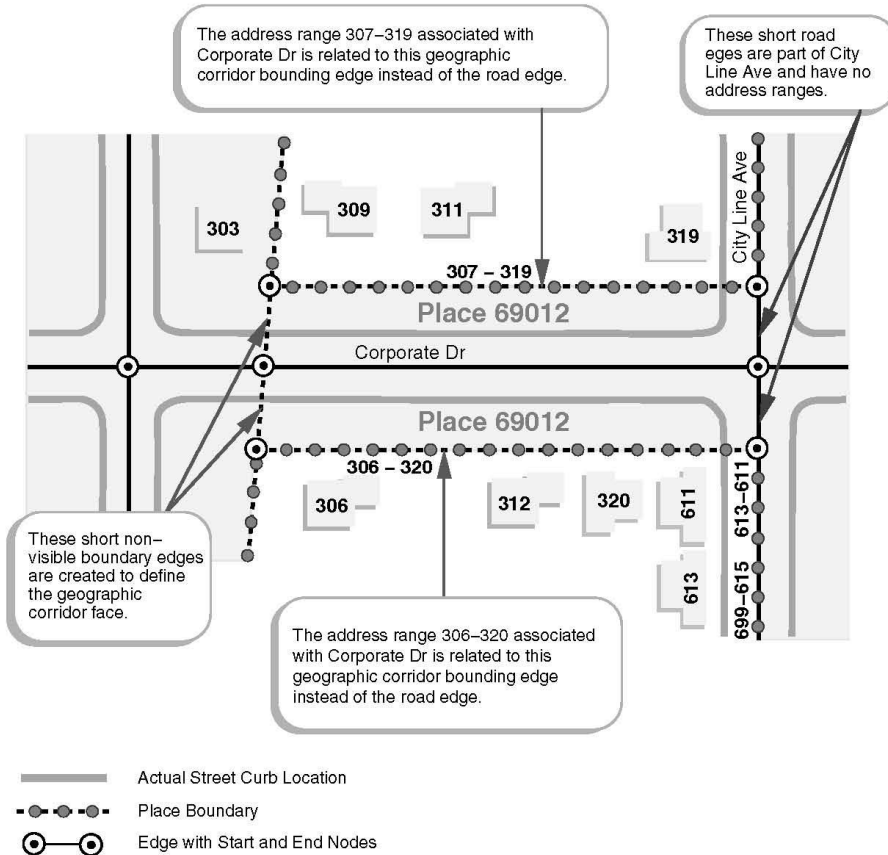 The address range 307–319 associated with
Corporate Dr is related to this geographic
corridor bounding edge instead of the road edge.
These short road
eges are part of City
Line Ave and have no
address ranges.
City Line Ave
303
309
311
319
307 – 319
Place 69012
Corporate Dr
Place 69012
306 – 320
306
312
320
611
613
613–611
699–615
These short non–
visible boundary edges
are created to define
the geographic
corridor face.
The address range 306–320 associated
with Corporate Dr is related to this
geographic corridor bounding edge
instead of the road edge.
Actual Street Curb Location
Place Boundary
Edge with Start and End Nodes